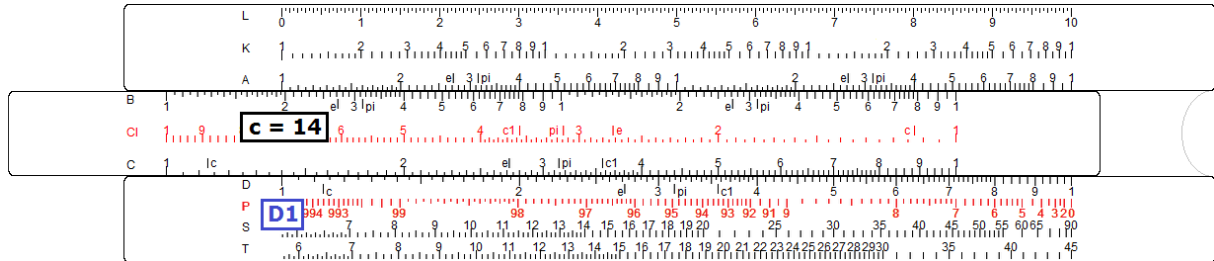 L 0 1 2 3 4 5 6 7 8 9 10
K 1 2 3 4 5 6 7 8 9 1 2 3 4 5 6 7 8 9 1 2 3 4 5 6 7 8 9 1
A 1 2 e 3 pi 4 5 6 7 8 9 1 2 e 3 pi 4 5 6 7 8 9 1
B 1 2 e 3 pi 4 5 6 7 8 9 1 2 e 3 pi 4 5 6 7 8 9 1
CI 1 9 c = 14 6 5 4 c1 pi 3 e 2 c 1
C 1 c 2 e 3 pi c1 4 5 6 7 8 9 1
D 1 c 2 e 3 pi c1 4 5 6 7 8 9 1
P D1 994 993 99 98 97 96 95 94 93 92 91 9 8 7 6 5 4 3 2 0
S 7 8 9 10 11 12 13 14 15 16 17 18 19 20 25 30 35 40 45 50 55 60 65 90
T 6 7 8 9 10 11 12 13 14 15 16 17 18 19 20 21 22 23 24 25 26 27 28 29 30 35 40 45